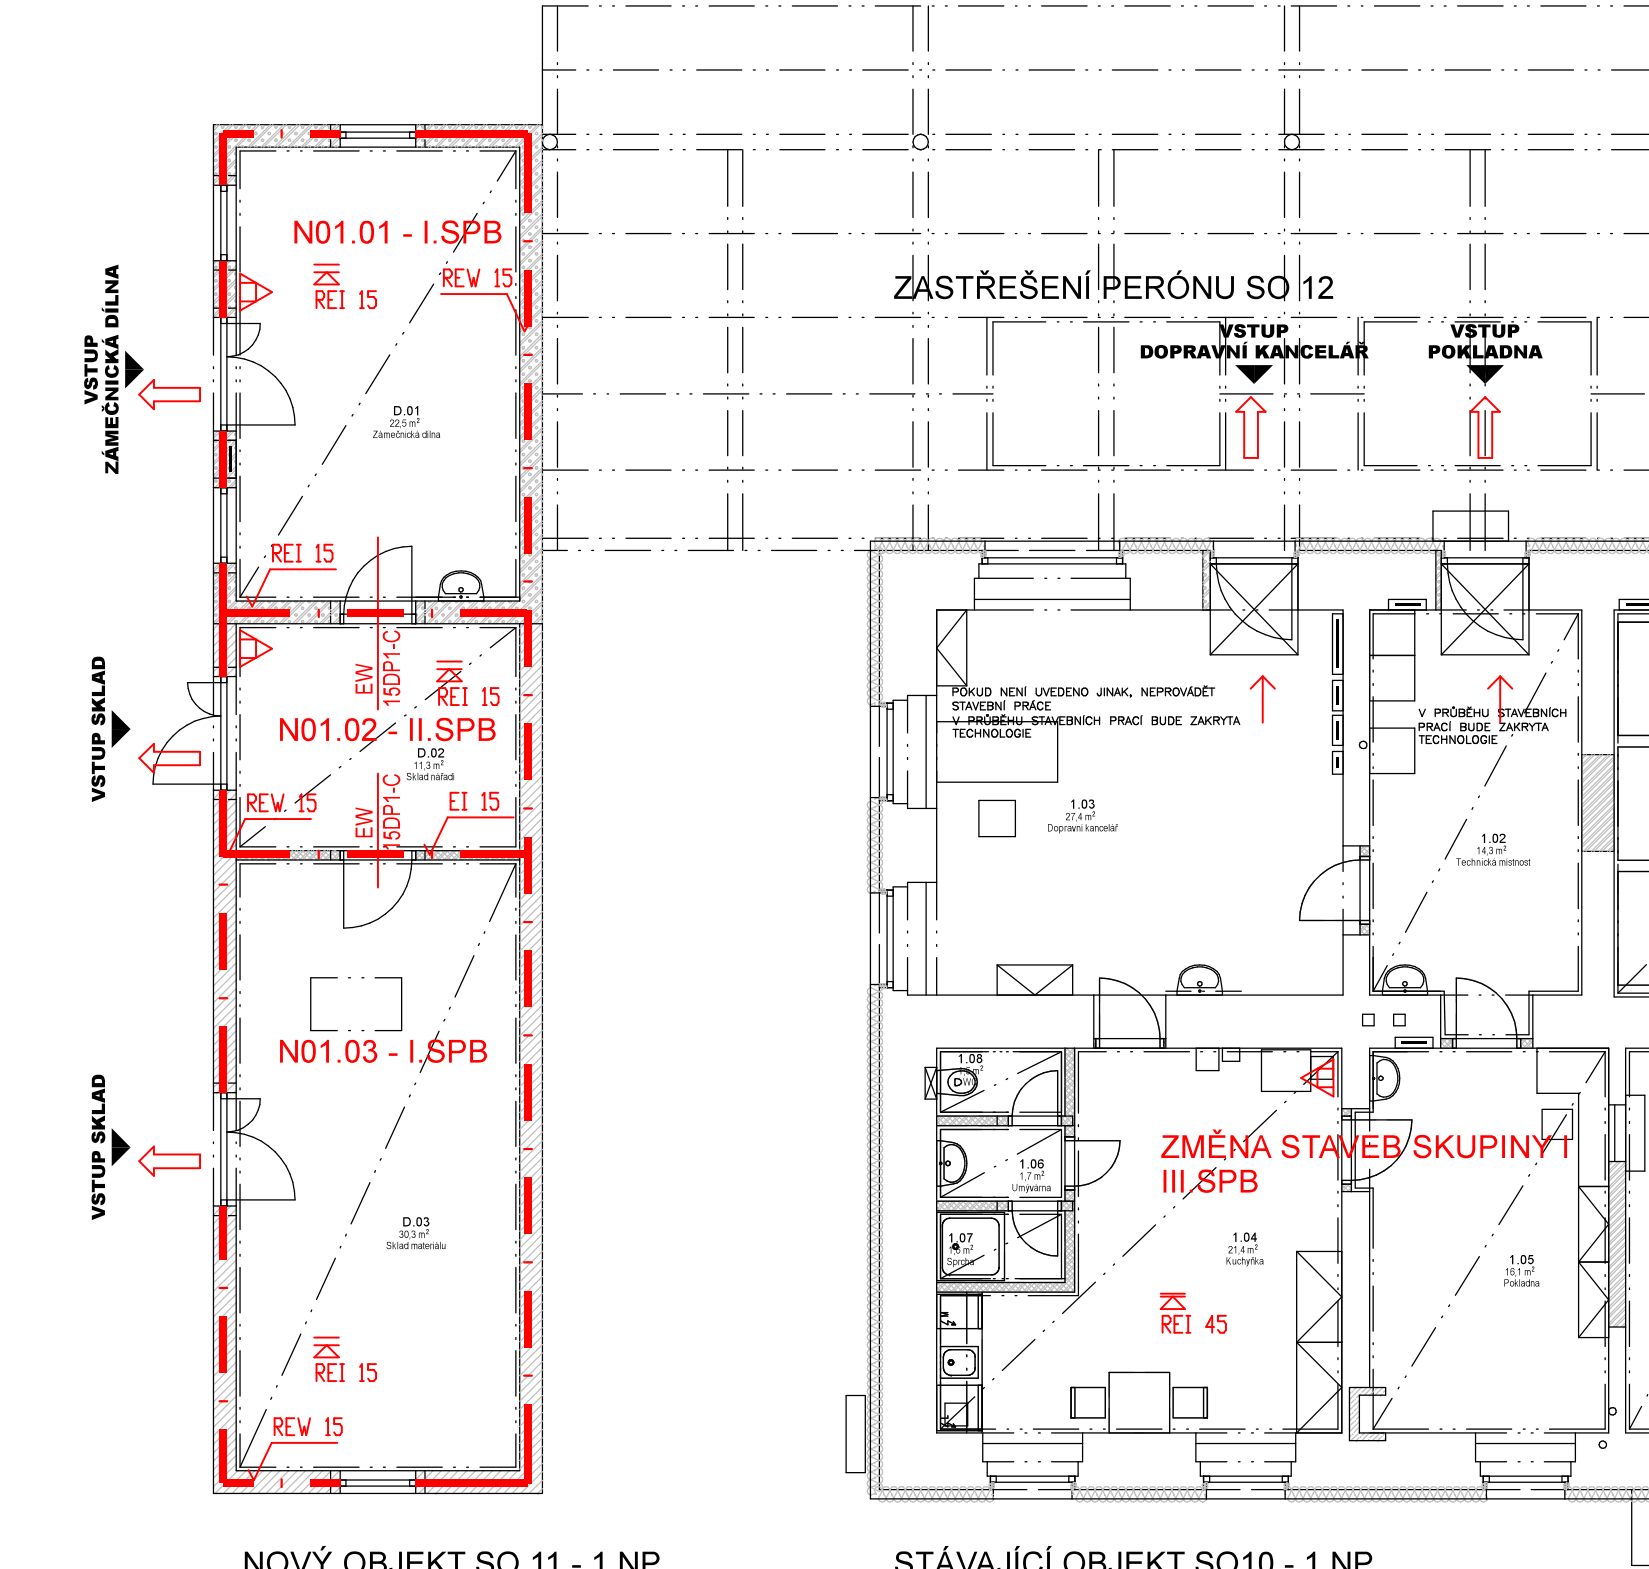 N01.01 - I.SPB
REI 15
REW 15
VSTUP
ZÁMEČNICKÁ DÍLNA
D.01
22,5 m²
Zámečnická dílna
REI 15
EW
15DP1-C
REI 15
N01.02 - II.SPB
D.02
11,3 m²
Sklad nářadí
VSTUP SKLAD
REW 15
EW
15DP1-C
EI 15
N01.03 - I.SPB
VSTUP SKLAD
D.03
30,3 m²
Sklad materiálu
REI 15
REW 15
NOVÝ OBJEKT SO 11 - 1.NP
ZASTŘEŠENÍ PERÓNU SO 12
VSTUP
DOPRAVNÍ KANCELÁŘ
VSTUP
POKLADNA
POKUD NENÍ UVEDENO JINAK, NEPROVÁDĚT
STAVEBNÍ PRÁCE
V PRŮBĚHU STAVEBNÍCH PRACÍ BUDE ZAKRYTA
TECHNOLOGIE
V PRŮBĚHU STAVEBNÍCH
PRACÍ BUDE ZAKRYTA
TECHNOLOGIE
1.03
27,4 m²
Dopravní kancelář
1.02
14,3 m²
Technická místnost
1.08
WC
1.06
1,7 m²
Umývárna
1.07
Sprcha
ZMĚNA STAVEB SKUPINY I
III.SPB
1.04
21,4 m²
Kuchyňka
1.05
16,1 m²
Pokladna
REI 45
STÁVAJÍCÍ OBJEKT SO10 - 1.NP